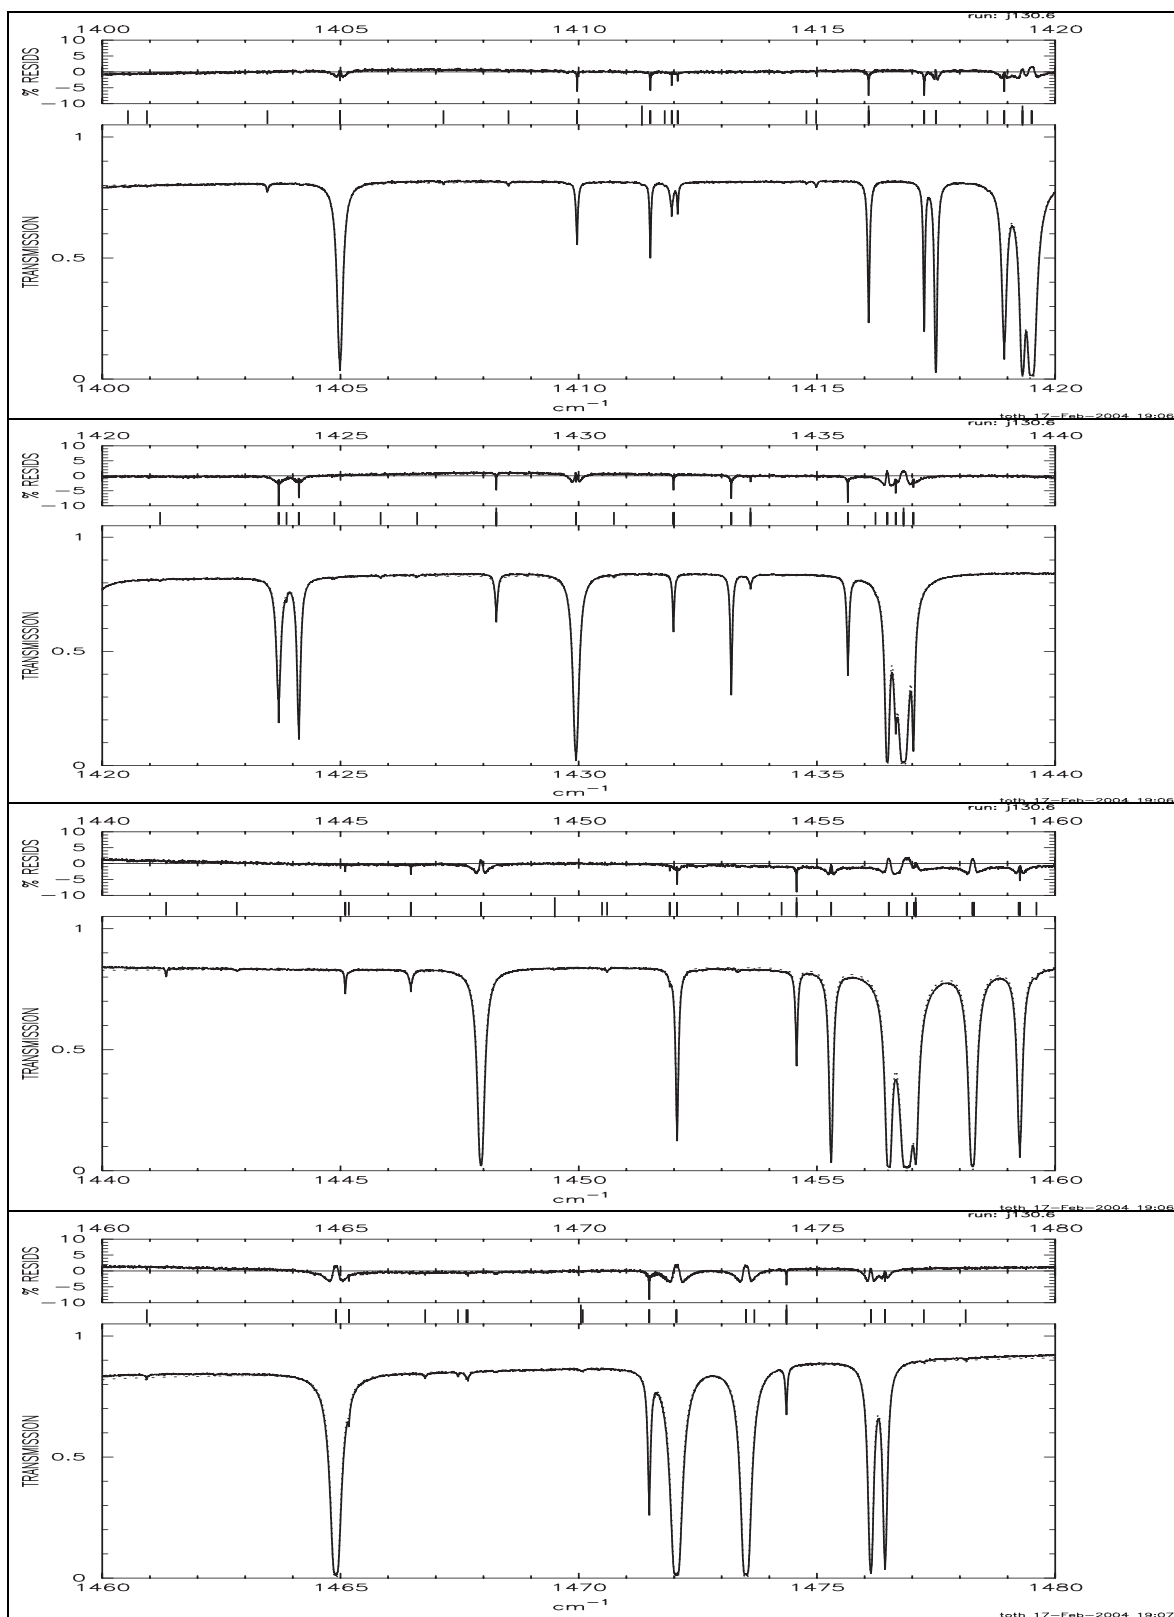 run: j130.6
1400 1405 1410 1415 1420
10
5
0
−5
−10
% RESIDS
1
0.5
0
TRANSMISSION
1400 1405 1410 1415 1420
cm−1
toth 17-Feb-2004 19:06
run: j130.6
1420 1425 1430 1435 1440
10
5
0
−5
−10
% RESIDS
1
0.5
0
TRANSMISSION
1420 1425 1430 1435 1440
cm−1
toth 17-Feb-2004 19:06
run: j130.6
1440 1445 1450 1455 1460
10
5
0
−5
−10
% RESIDS
1
0.5
0
TRANSMISSION
1440 1445 1450 1455 1460
cm−1
toth 17-Feb-2004 19:06
run: j130.6
1460 1465 1470 1475 1480
10
5
0
−5
−10
% RESIDS
1
0.5
0
TRANSMISSION
1460 1465 1470 1475 1480
cm−1
toth 17-Feb-2004 19:07